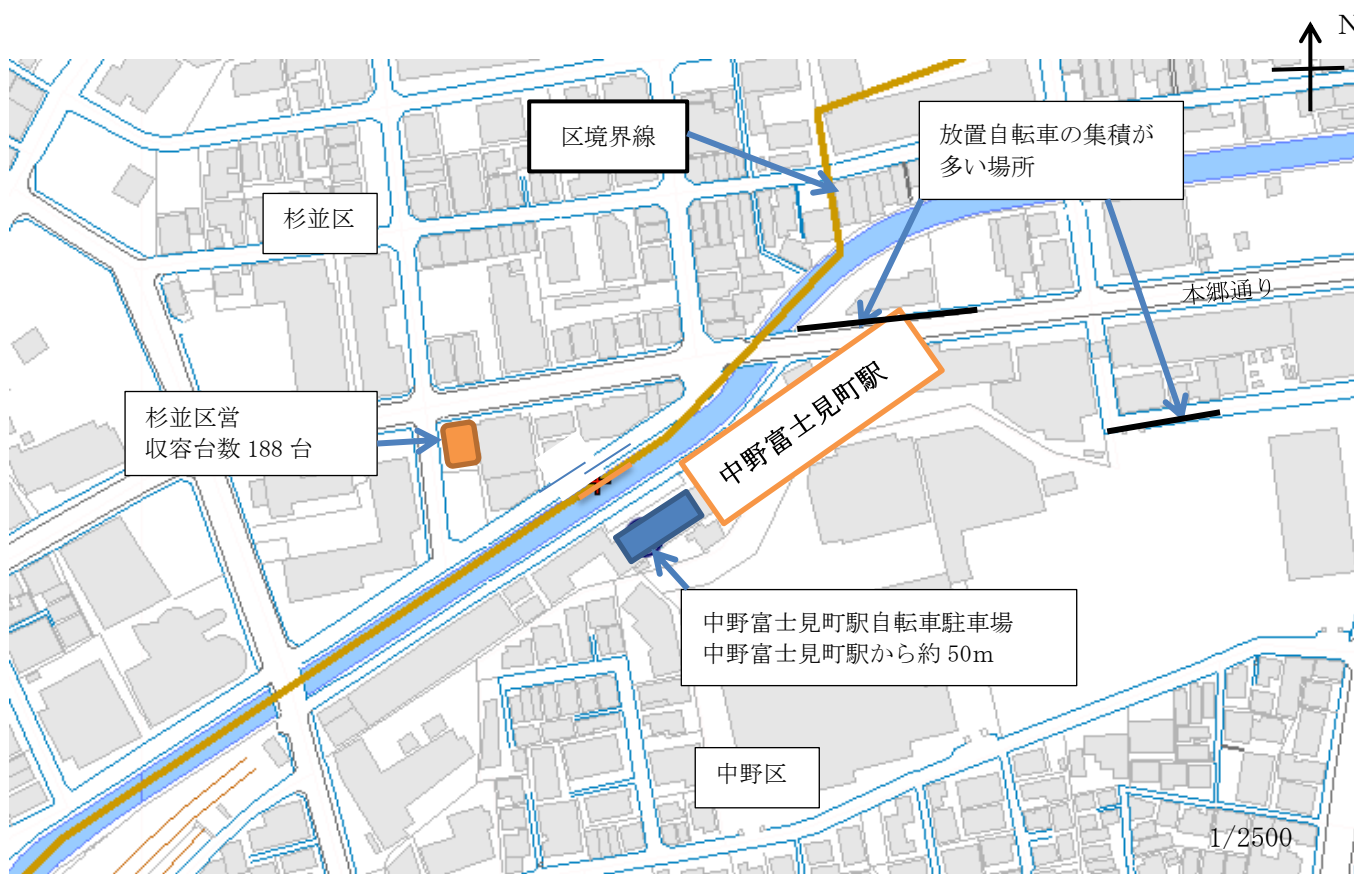 N
区境界線
放置自転車の集積が
多い場所
杉並区
本郷通り
中野富士見町駅
杉並区営
収容台数 188 台
中野富士見町駅自転車駐車場
中野富士見町駅から約 50m
中野区
1/2500